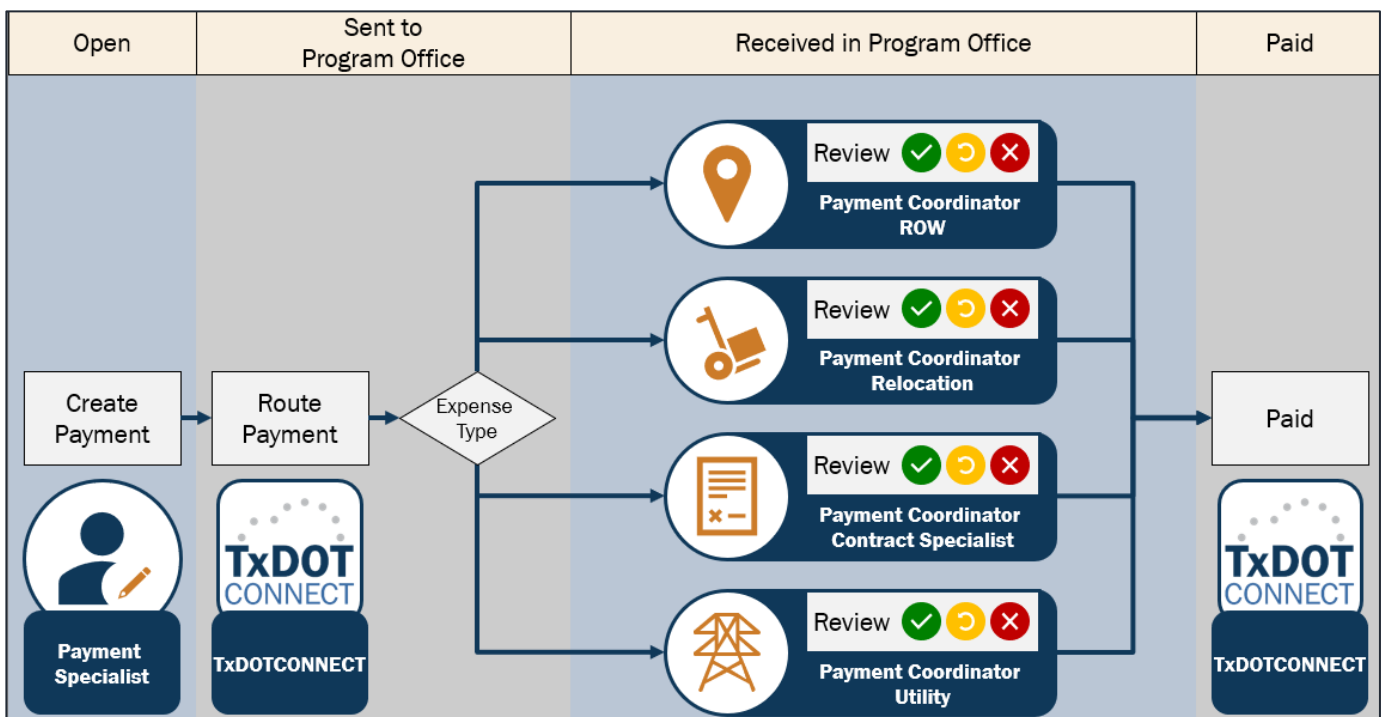 Open
Sent to
Program Office
Received in Program Office
Paid
Create
Payment
Payment
Specialist
Route
Payment
TxDOT
CONNECT
TxDOTCONNECT
Expense
Type
Review
Payment Coordinator
ROW
Review
Payment Coordinator
Relocation
Review
Payment Coordinator
Contract Specialist
Review
Payment Coordinator
Utility
Paid
TxDOT
CONNECT
TxDOTCONNECT